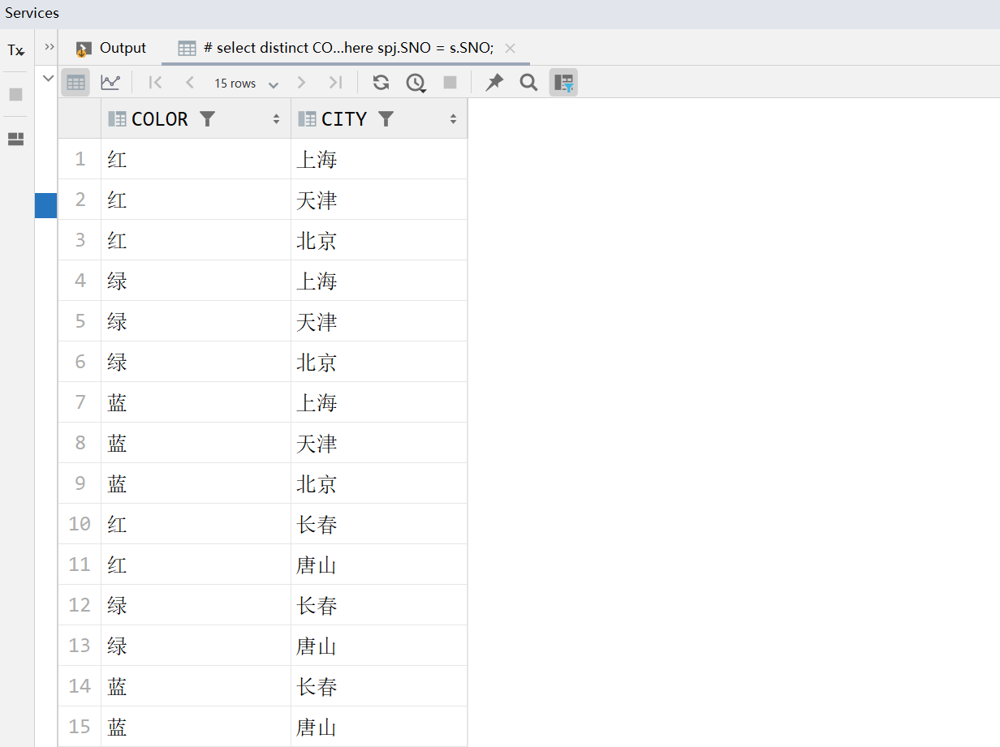 Services
Tx
Output
# select distinct CO...here spj.SNO = s.SNO;
15 rows
COLOR CITY
1 红 上海
2 红 天津
3 红 北京
4 绿 上海
5 绿 天津
6 绿 北京
7 蓝 上海
8 蓝 天津
9 蓝 北京
10 红 长春
11 红 唐山
12 绿 长春
13 绿 唐山
14 蓝 长春
15 蓝 唐山